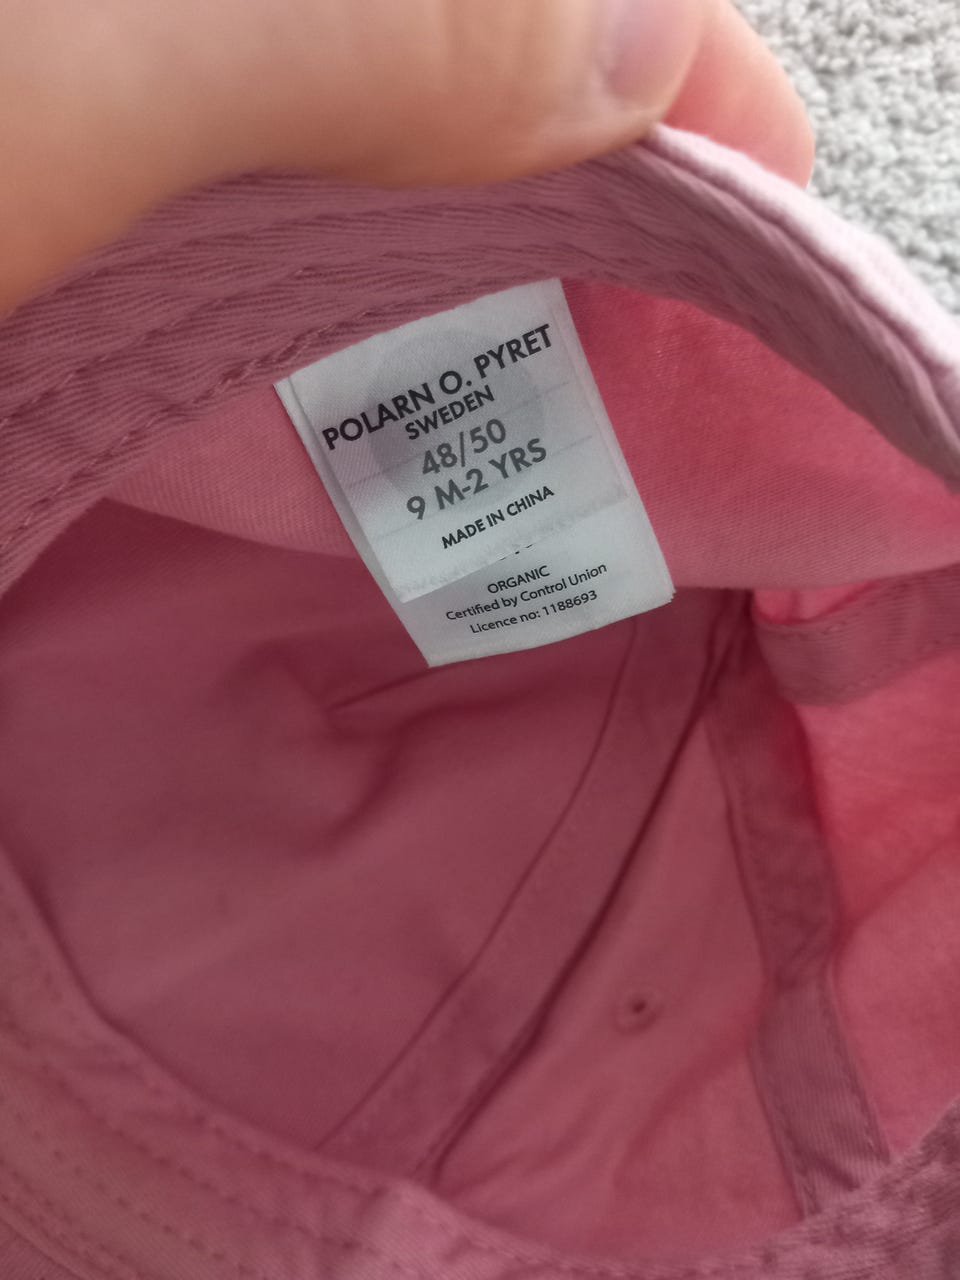 POLARN O. PYRET
SWEDEN
48/50
9 M-2 YRS
MADE IN CHINA
ORGANIC
Certified by Control Union
Licence no: 1188693